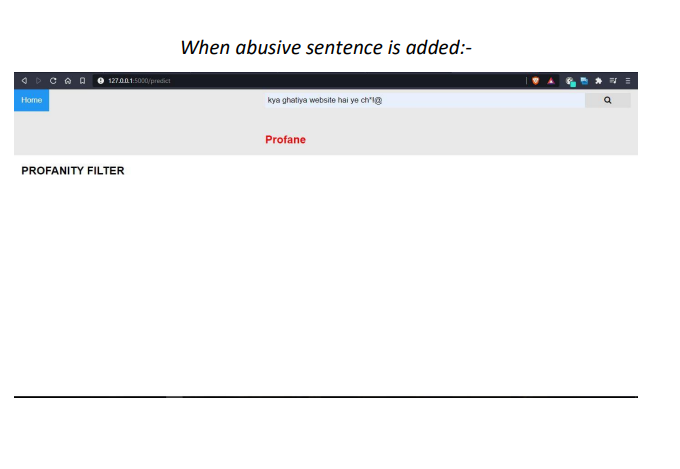 When abusive sentence is added:-
127.0.0.1:5000/predict
Home
kya ghatiya website hai ye ch*!@
Profane
PROFANITY FILTER